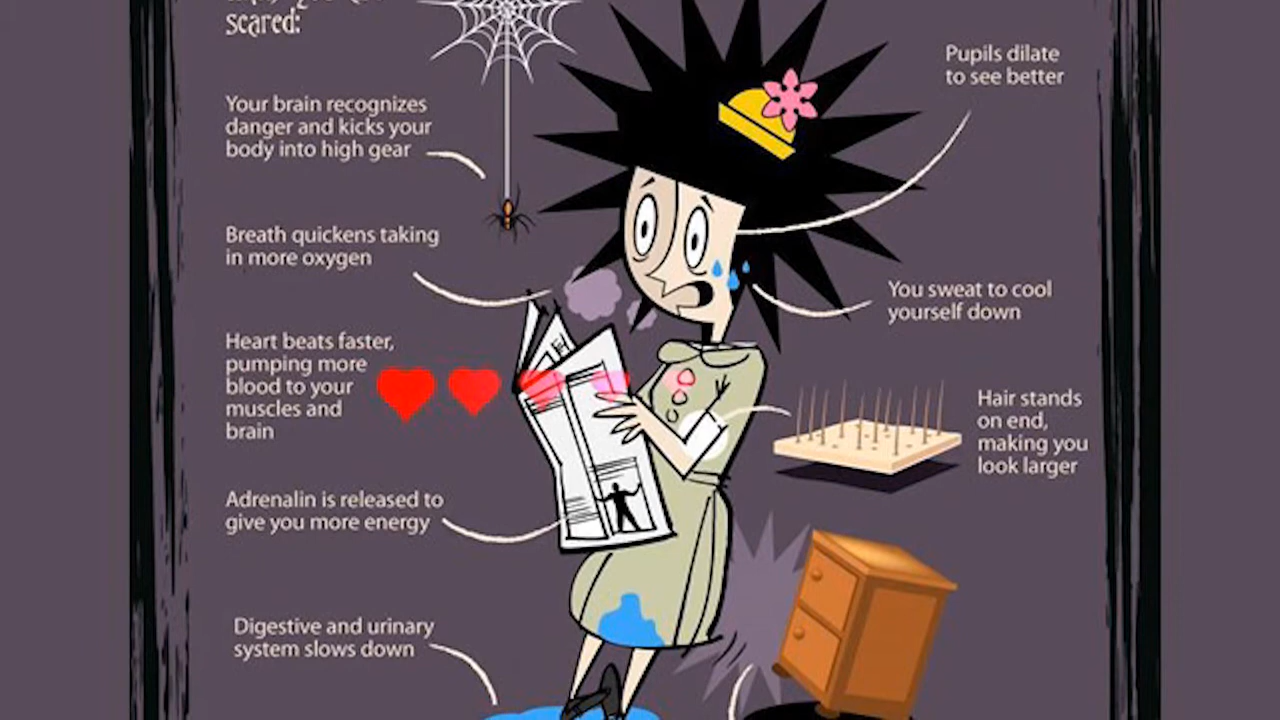 scared:
Your brain recognizes
danger and kicks your
body into high gear
Breath quickens taking
in more oxygen
Heart beats faster,
pumping more
blood to your
muscles and
brain
Adrenalin is released to
give you more energy
Digestive and urinary
system slows down
Pupils dilate
to see better
You sweat to cool
yourself down
Hair stands
on end,
making you
look larger